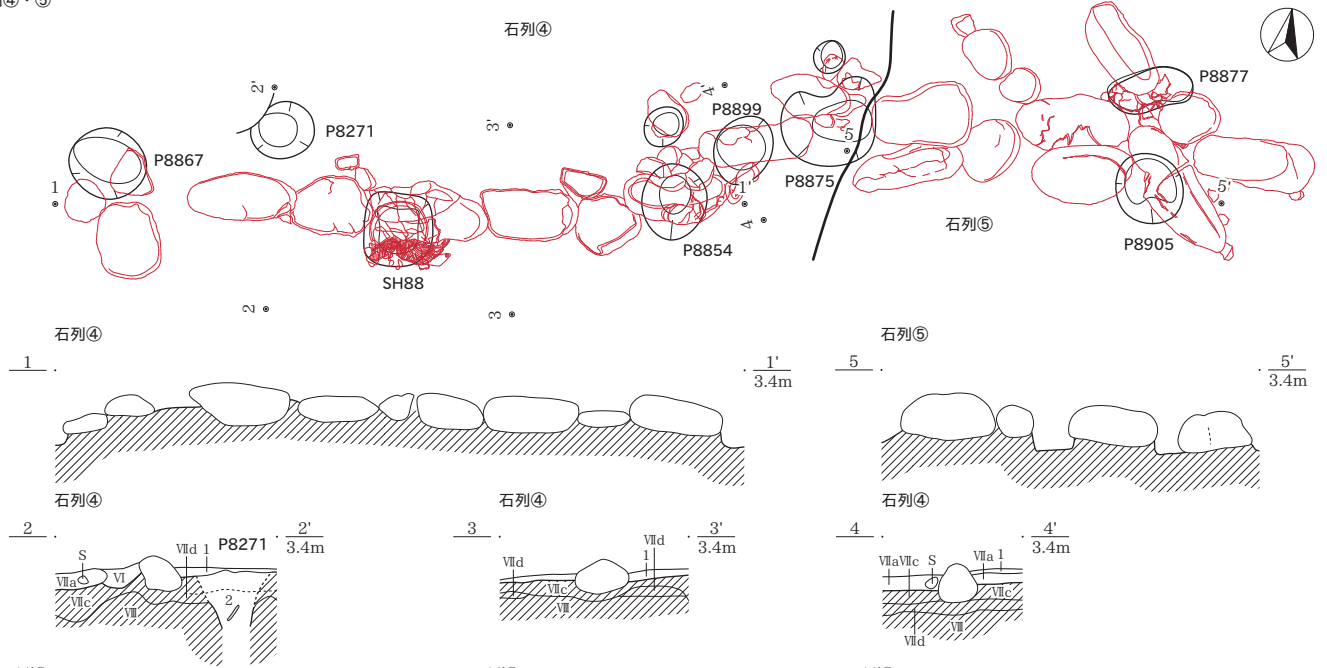 石列④
2'
P8271
P8867
1
3'
4'
P8899
5
P8877
P8875
1'
4
P8854
石列⑤
5'
P8905
SH88
2
3
石列④
1 1' 3.4m
石列⑤
5 5' 3.4m
石列④
2 2' 3.4m
S Ⅶd 1 P8271
Ⅶa Ⅵ
Ⅶc Ⅷ 2
石列④
3 3' 3.4m
Ⅶd 1 Ⅶd
Ⅶc
Ⅷ
石列④
4 4' 3.4m
ⅦaⅦc S Ⅶa 1
Ⅶc
Ⅷ
Ⅶd